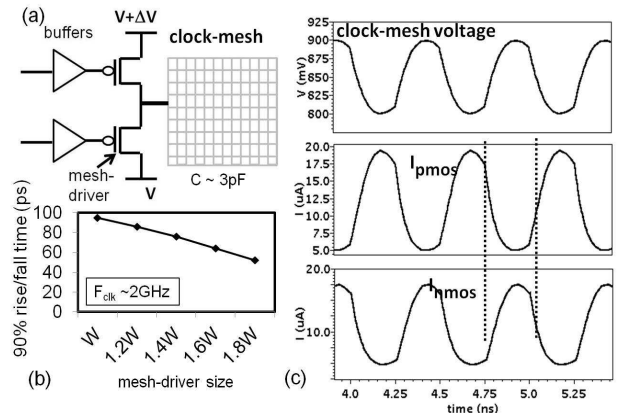 (a)
V+ΔV
buffers
clock-mesh
mesh-
driver
V
C ~ 3pF
90% rise/fall time (ps)
100
80
60
40
20
0
F_clk ~2GHz
W
1.2W
1.4W
1.6W
1.8W
(b)
mesh-driver size
clock-mesh voltage
V (mV)
925
900
875
850
825
800
775
I_pmos
I (uA)
20.0
17.5
15.0
12.5
10.0
7.5
5.0
I_nmos
I (uA)
17.0
10.0
3.90
4.0
4.25
4.5
4.75
5.0
5.25
time (ns)
(c)